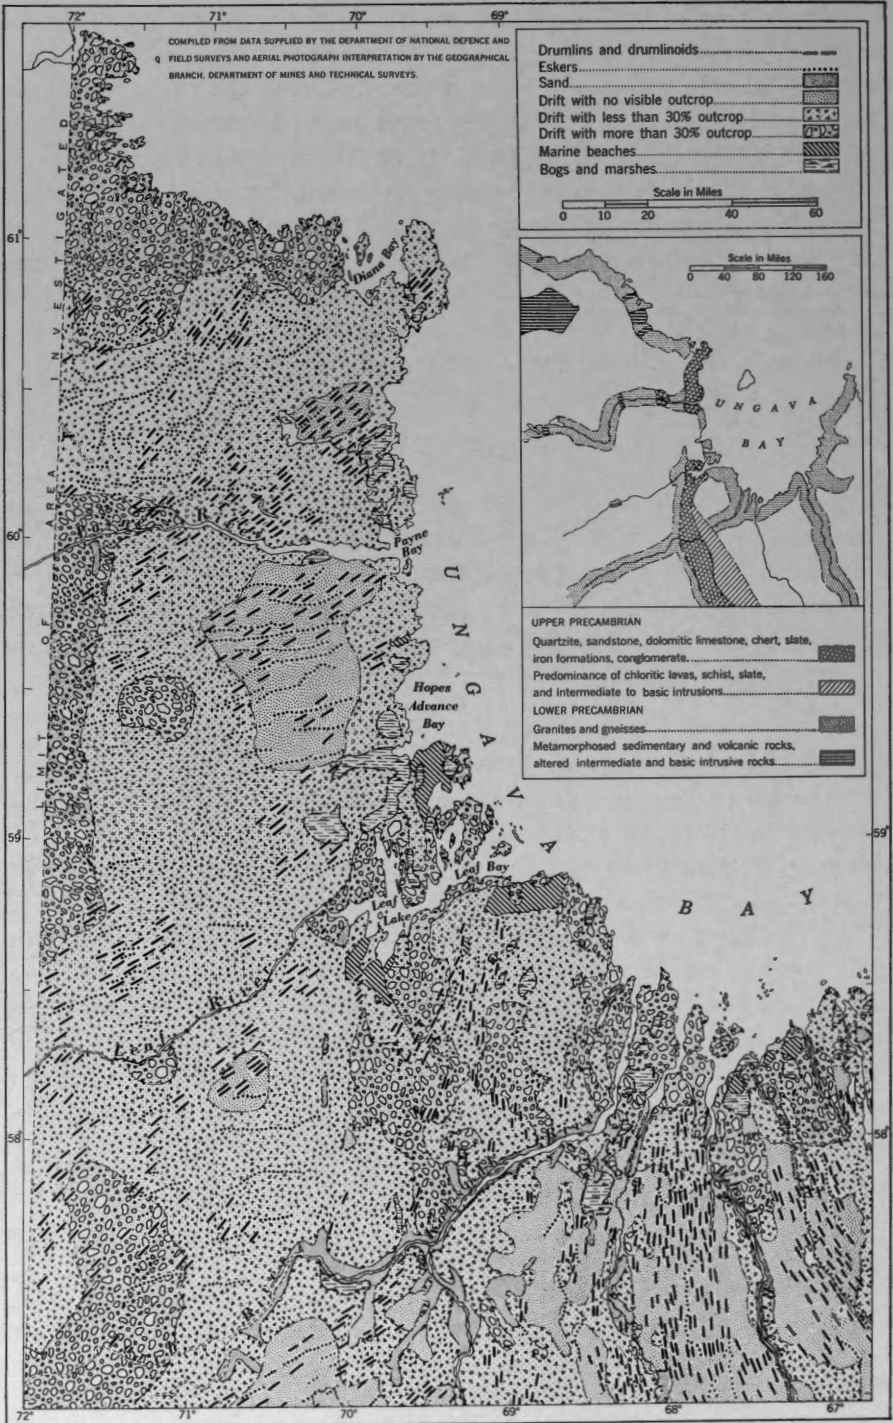 72° 71° 70° 69°
COMPILED FROM DATA SUPPLIED BY THE DEPARTMENT OF NATIONAL DEFENCE AND
FIELD SURVEYS AND AERIAL PHOTOGRAPH INTERPRETATION BY THE GEOGRAPHICAL
BRANCH, DEPARTMENT OF MINES AND TECHNICAL SURVEYS.
Drumlins and drumlinoids
Eskers
Sand
Drift with no visible outcrop
Drift with less than 30% outcrop
Drift with more than 30% outcrop
Marine beaches
Bogs and marshes
Scale in Miles
0 10 20 40 60
Scale in Miles
0 40 80 120 160
UNGAVA
BAY
UPPER PRECAMBRIAN
Quartzite, sandstone, dolomitic limestone, chert, slate,
iron formations, conglomerate
Predominance of chloritic lavas, schist, slate,
and intermediate to basic intrusions
LOWER PRECAMBRIAN
Granites and gneisses
Metamorphosed sedimentary and volcanic rocks,
altered intermediate and basic intrusive rocks
LIMIT OF AREA INVESTIGATED
61°
Diana Bay
60°
R
Payne
Bay
UNGAVA
Hopes
Advance
Bay
59° 59°
Leaf Bay
Leaf
Lake
BAY
Leaf River
58° 58°
River
72° 71° 70° 69° 68° 67°